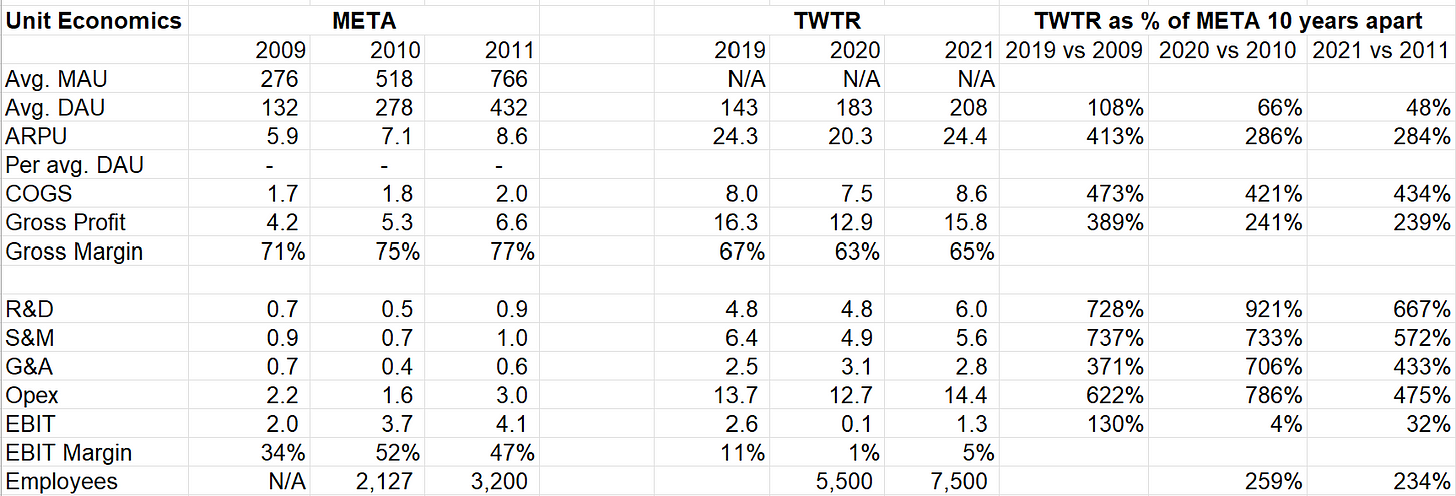 Unit Economics META TWTR TWTR as % of META 10 years apart
2009 2010 2011 2019 2020 2021 2019 vs 2009 2020 vs 2010 2021 vs 2011
Avg. MAU 276 518 766 N/A N/A N/A
Avg. DAU 132 278 432 143 183 208 108% 66% 48%
ARPU 5.9 7.1 8.6 24.3 20.3 24.4 413% 286% 284%
Per avg. DAU - - -
COGS 1.7 1.8 2.0 8.0 7.5 8.6 473% 421% 434%
Gross Profit 4.2 5.3 6.6 16.3 12.9 15.8 389% 241% 239%
Gross Margin 71% 75% 77% 67% 63% 65%
R&D 0.7 0.5 0.9 4.8 4.8 6.0 728% 921% 667%
S&M 0.9 0.7 1.0 6.4 4.9 5.6 737% 733% 572%
G&A 0.7 0.4 0.6 2.5 3.1 2.8 371% 706% 433%
Opex 2.2 1.6 3.0 13.7 12.7 14.4 622% 786% 475%
EBIT 2.0 3.7 4.1 2.6 0.1 1.3 130% 4% 32%
EBIT Margin 34% 52% 47% 11% 1% 5%
Employees N/A 2,127 3,200 5,500 7,500 259% 234%